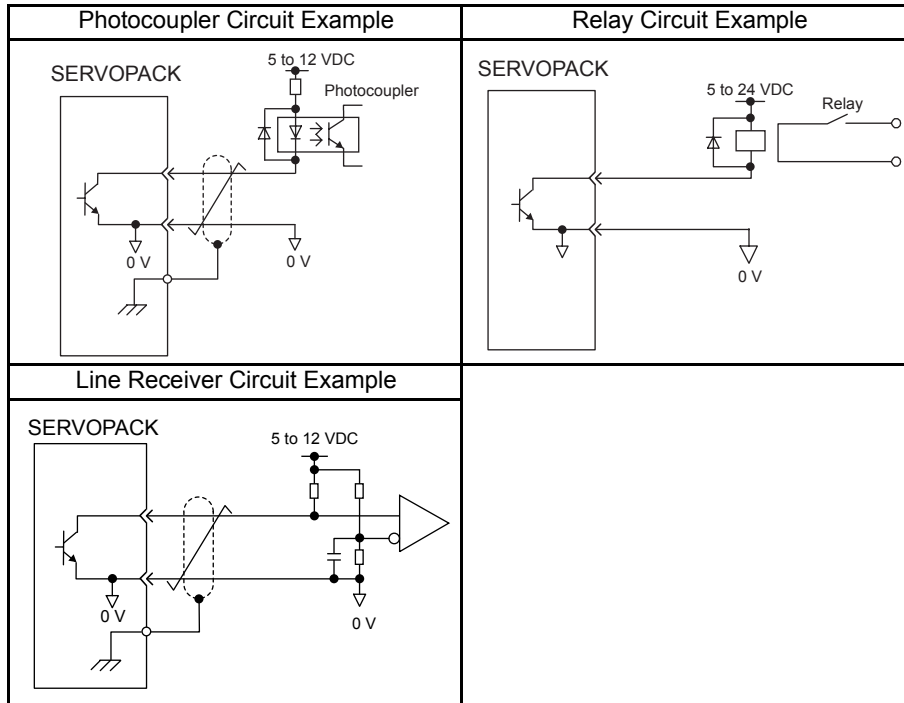 Photocoupler Circuit Example
SERVOPACK
5 to 12 VDC
Photocoupler
0 V
0 V
Relay Circuit Example
SERVOPACK
5 to 24 VDC
Relay
0 V
Line Receiver Circuit Example
SERVOPACK
5 to 12 VDC
0 V
0 V